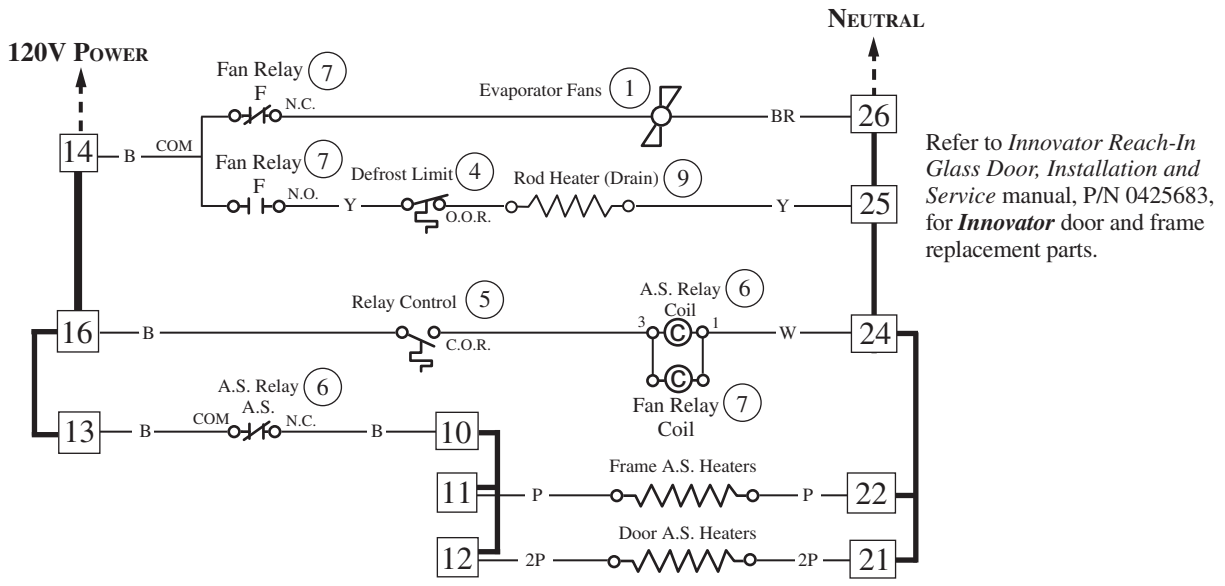 NEUTRAL
120V POWER
Fan Relay 7
F
N.C.
Evaporator Fans 1
BR
26
14
B
COM
Fan Relay 7
F
N.O.
Y
Defrost Limit 4
O.O.R.
Rod Heater (Drain) 9
Y
25
Refer to Innovator Reach-In
Glass Door, Installation and
Service manual, P/N 0425683,
for Innovator door and frame
replacement parts.
16
B
Relay Control 5
C.O.R.
A.S. Relay 6
Coil
3
C
1
W
24
C
Fan Relay 7
Coil
13
B
A.S. Relay 6
A.S.
COM
N.C.
B
10
11
P
Frame A.S. Heaters
P
22
12
2P
Door A.S. Heaters
2P
21